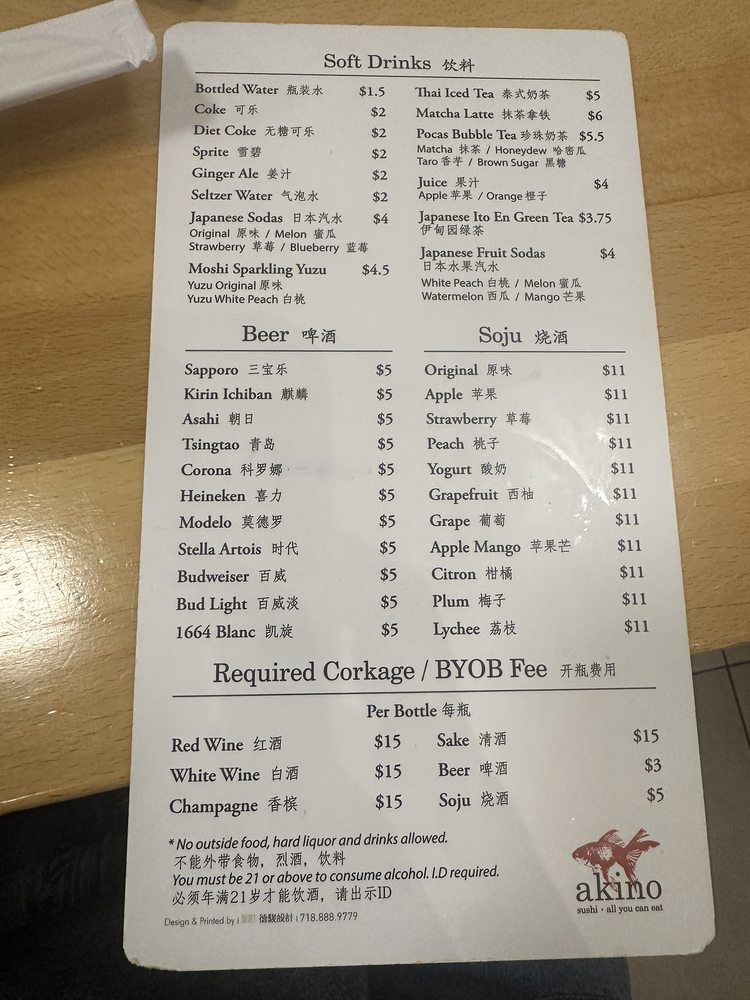 Soft Drinks 饮料
Bottled Water 瓶装水 $1.5
Coke 可乐 $2
Diet Coke 无糖可乐 $2
Sprite 雪碧 $2
Ginger Ale 姜汁 $2
Seltzer Water 气泡水 $2
Japanese Sodas 日本汽水 $4
Original 原味 / Melon 蜜瓜
Strawberry 草莓 / Blueberry 蓝莓
Moshi Sparkling Yuzu $4.5
Yuzu Original 原味
Yuzu White Peach 白桃
Thai Iced Tea 泰式奶茶 $5
Matcha Latte 抹茶拿铁 $6
Pocas Bubble Tea 珍珠奶茶 $5.5
Matcha 抹茶 / Honeydew 哈密瓜
Taro 香芋 / Brown Sugar 黑糖
Juice 果汁 $4
Apple 苹果 / Orange 橙子
Japanese Ito En Green Tea $3.75
伊甸园绿茶
Japanese Fruit Sodas $4
日本水果汽水
White Peach 白桃 / Melon 蜜瓜
Watermelon 西瓜 / Mango 芒果
Beer 啤酒
Sapporo 三宝乐 $5
Kirin Ichiban 麒麟 $5
Asahi 朝日 $5
Tsingtao 青岛 $5
Corona 科罗娜 $5
Heineken 喜力 $5
Modelo 莫德罗 $5
Stella Artois 时代 $5
Budweiser 百威 $5
Bud Light 百威淡 $5
1664 Blanc 凯旋 $5
Soju 烧酒
Original 原味 $11
Apple 苹果 $11
Strawberry 草莓 $11
Peach 桃子 $11
Yogurt 酸奶 $11
Grapefruit 西柚 $11
Grape 葡萄 $11
Apple Mango 苹果芒 $11
Citron 柑橘 $11
Plum 梅子 $11
Lychee 荔枝 $11
Required Corkage / BYOB Fee 开瓶费用
Per Bottle 每瓶
Red Wine 红酒 $15
White Wine 白酒 $15
Champagne 香槟 $15
Sake 清酒 $15
Beer 啤酒 $3
Soju 烧酒 $5
* No outside food, hard liquor and drinks allowed.
不能外带食物，烈酒，饮料
You must be 21 or above to consume alcohol. I.D required.
必须年满21岁才能饮酒，请出示ID
Design & Printed by | 德駿設計 | 718.888.9779
akino
sushi · all you can eat